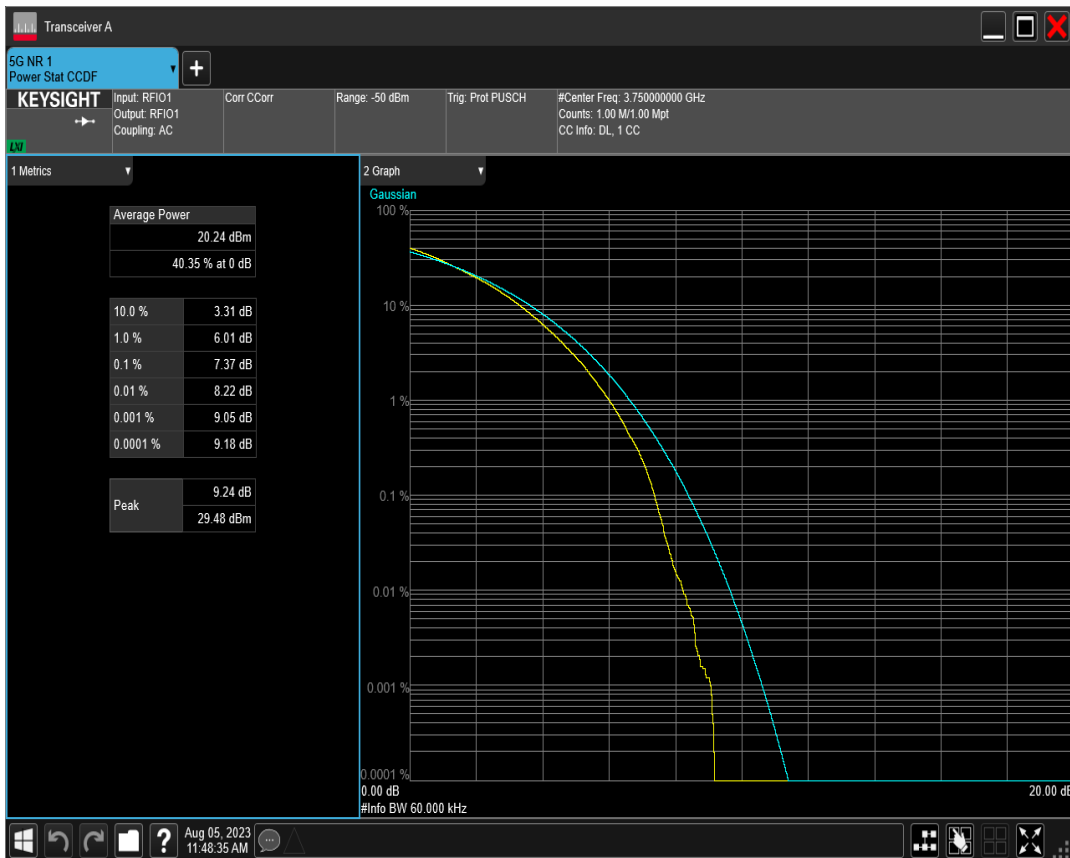 Transceiver A
5G NR 1
Power Stat CCDF
+
KEYSIGHT
LXI
Input: RFIO1
Output: RFIO1
Coupling: AC
Corr CCorr
Range: -50 dBm
Trig: Prot PUSCH
#Center Freq: 3.750000000 GHz
Counts: 1.00 M/1.00 Mpt
CC Info: DL, 1 CC
1 Metrics
Average Power
20.24 dBm
40.35 % at 0 dB
10.0 % 3.31 dB
1.0 % 6.01 dB
0.1 % 7.37 dB
0.01 % 8.22 dB
0.001 % 9.05 dB
0.0001 % 9.18 dB
Peak
9.24 dB
29.48 dBm
2 Graph
Gaussian
100 %
10 %
1 %
0.1 %
0.01 %
0.001 %
0.0001 %
0.00 dB 20.00 dB
#Info BW 60.000 kHz
?
Aug 05, 2023
11:48:35 AM